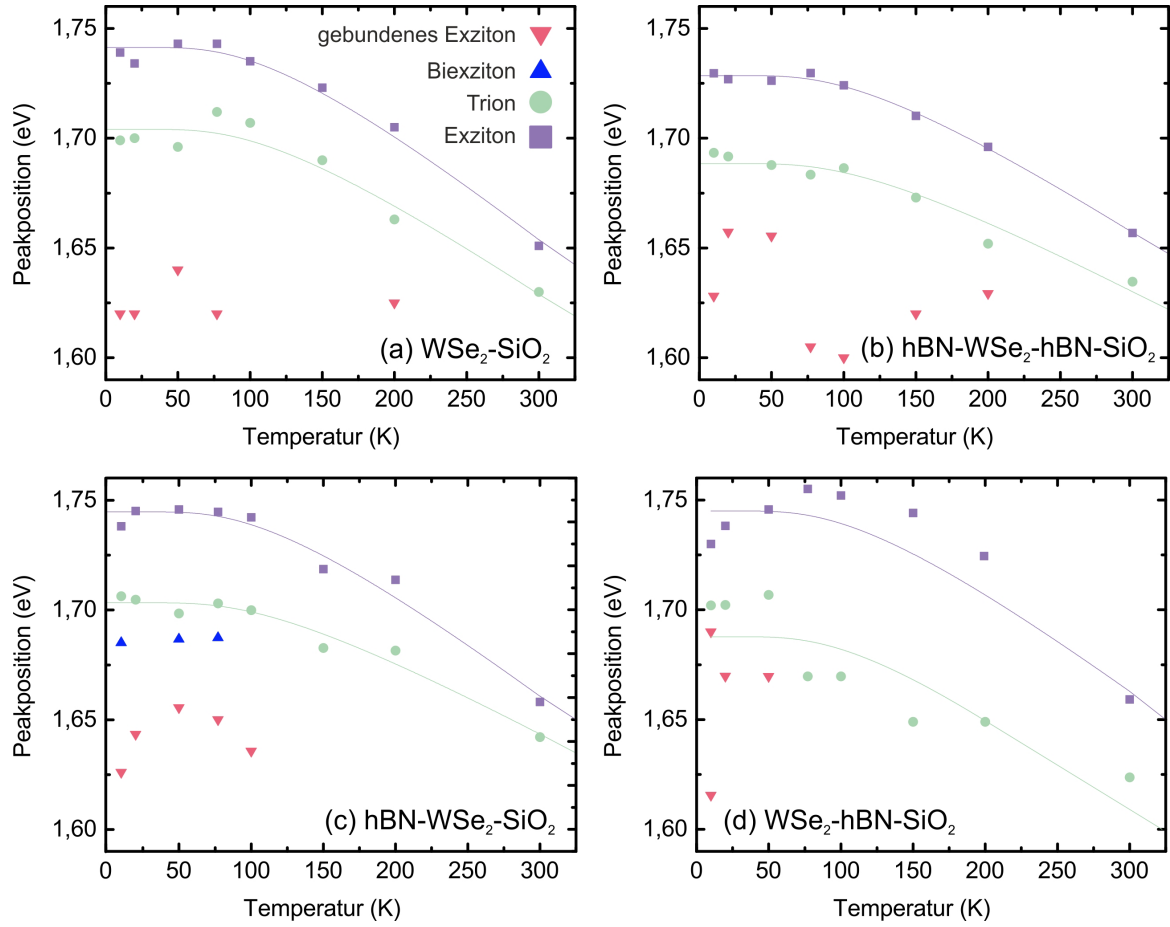 1,75
1,70
1,65
1,60
Peakposition (eV)
gebundenes Exziton
Biexziton
Trion
Exziton
(a) WSe₂-SiO₂
0 50 100 150 200 250 300
Temperatur (K)
1,75
1,70
1,65
1,60
Peakposition (eV)
(b) hBN-WSe₂-hBN-SiO₂
0 50 100 150 200 250 300
Temperatur (K)
1,75
1,70
1,65
1,60
Peakposition (eV)
(c) hBN-WSe₂-SiO₂
0 50 100 150 200 250 300
Temperatur (K)
1,75
1,70
1,65
1,60
Peakposition (eV)
(d) WSe₂-hBN-SiO₂
0 50 100 150 200 250 300
Temperatur (K)